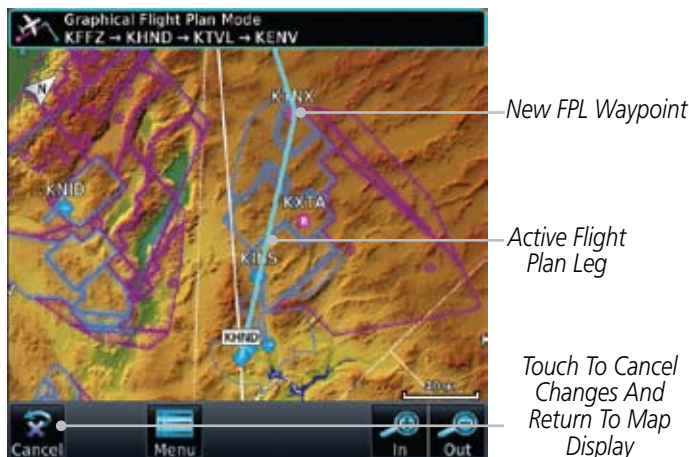 Graphical Flight Plan Mode
KFFZ → KHND → KTVL → KENV
N
KTNX
New FPL Waypoint
KNID
KXTA
R
Active Flight
Plan Leg
KINS
KHND
Touch To Cancel
Changes And
Return To Map
Display
Cancel
Menu
In
Out